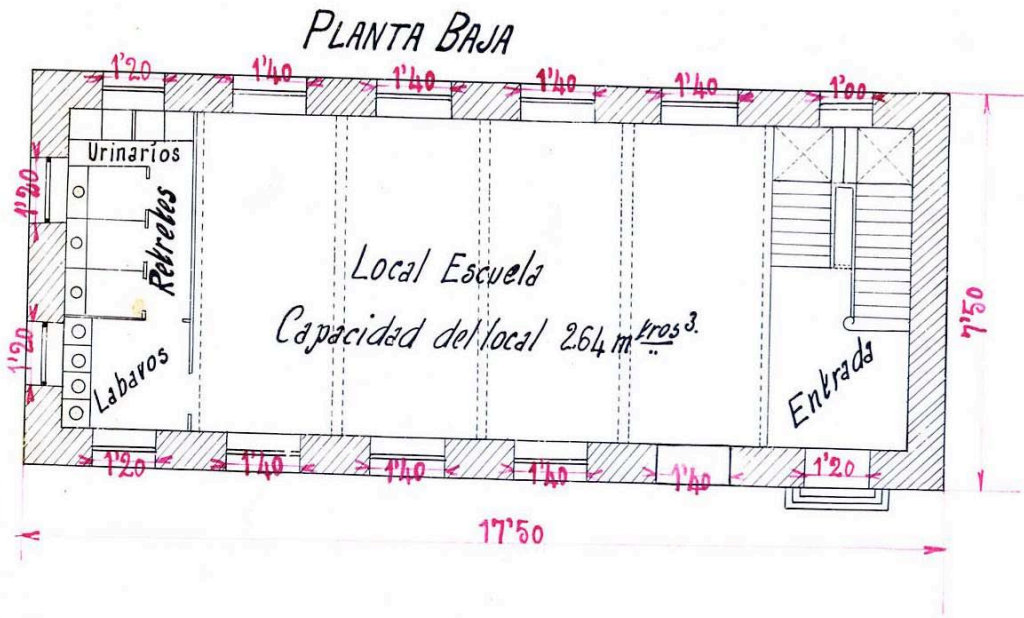 PLANTA BAJA
1'20
1'40
1'40
1'40
1'40
1'00
Urinarios
1'20
Retretes
Local Escuela
Capacidad del local 264 m tros 3.
7'50
1'20
Labavos
Entrada
1'20
1'40
1'40
1'40
1'40
1'20
17'50